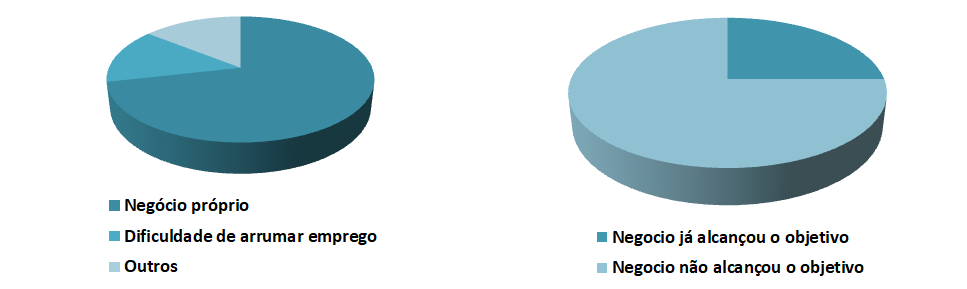 Negócio próprio
Dificuldade de arrumar emprego
Outros
Negocio já alcançou o objetivo
Negocio não alcançou o objetivo